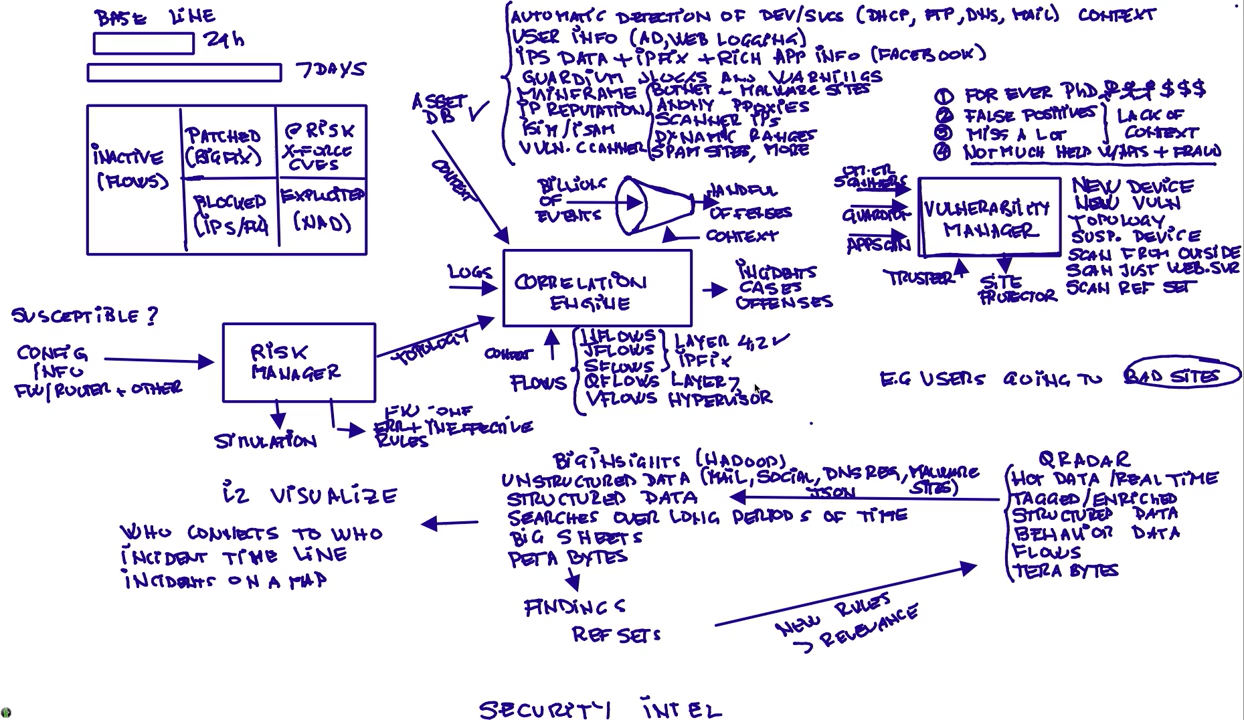 BASE LINE
24h
7DAYS
INACTIVE
(FLOWS)
PATCHED
(BIGFIX)
@RISK
X-FORCE
CVES
BLOCKED
(IPS/FW)
EXPLOITED
(NAD)
ASSET
DB ✓
CONTEXT
AUTOMATIC DETECTION OF DEV/SVCS (DHCP, FTP, DNS, MAIL) CONTEXT
USER INFO (AD, WEB LOGGING)
IPS DATA + IPFIX + RICH APP INFO (FACEBOOK)
GUARDIUM BLOCKS AND WARNINGS
MAINFRAME
IP REPUTATION
ISIM/ISAM
VULN. SCANNER
BOTNET + MALWARE SITES
ANONY PROXIES
SCANNER IPS
DYNAMIC RANGES
SPAM SITES, MORE
① FOR EVER PhD, $$$
② FALSE POSITIVES
③ MISS A LOT
LACK OF
CONTEXT
④ NOT MUCH HELP W/APTS + FRAUD
BILLIONS
OF
EVENTS
HANDFUL
OF OFFENSES
CONTEXT
SCANNERS
GUARDIUM
APPSCAN
VULNERABILITY
MANAGER
TRUSTEER
SITE
PROTECTOR
NEW DEVICE
NEW VULN
TOPOLOGY
SUSP. DEVICE
SCAN FROM OUTSIDE
SCAN JUST WEB.SVR
SCAN REF SET
LOGS
CORRELATION
ENGINE
INCIDENTS
CASES
OFFENSES
SUSCEPTIBLE?
CONFIG
INFO
FW/ROUTER + OTHER
RISK
MANAGER
TOPOLOGY
SIMULATION
FW CONF
ERR + INEFFECTIVE
RULES
CONTEXT
FLOWS
JFLOWS
SFLOWS
QFLOWS LAYER 7
VFLOWS HYPERVISOR
LAYER 4,2 ✓
IPFIX
E.G USERS GOING TO BAD SITES
BIGINSIGHTS (HADOOP)
UNSTRUCTURED DATA (MAIL, SOCIAL, DNS REG, MALWARE
SITES)
STRUCTURED DATA
SEARCHES OVER LONG PERIODS OF TIME
BIG SHEETS
PETA BYTES
JSON
QRADAR
HOT DATA/REAL TIME
TAGGED/ENRICHED
STRUCTURED DATA
BEHAVIOR DATA
FLOWS
TERA BYTES
i2 VISUALIZE
WHO CONNECTS TO WHO
INCIDENT TIME LINE
INCIDENTS ON A MAP
FINDINGS
REF SETS
NEW RULES
> RELEVANCE
SECURITY INTEL